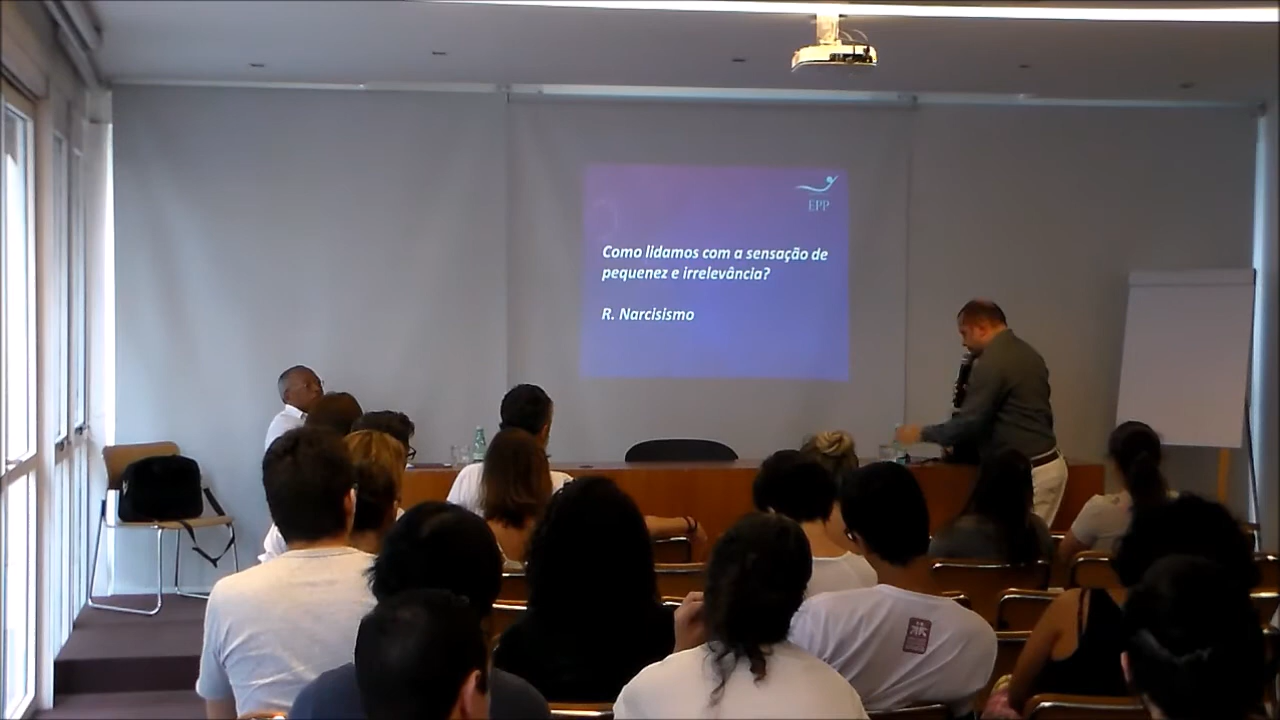 EPP
Como lidamos com a sensação de
pequenez e irrelevância?
R. Narcisismo